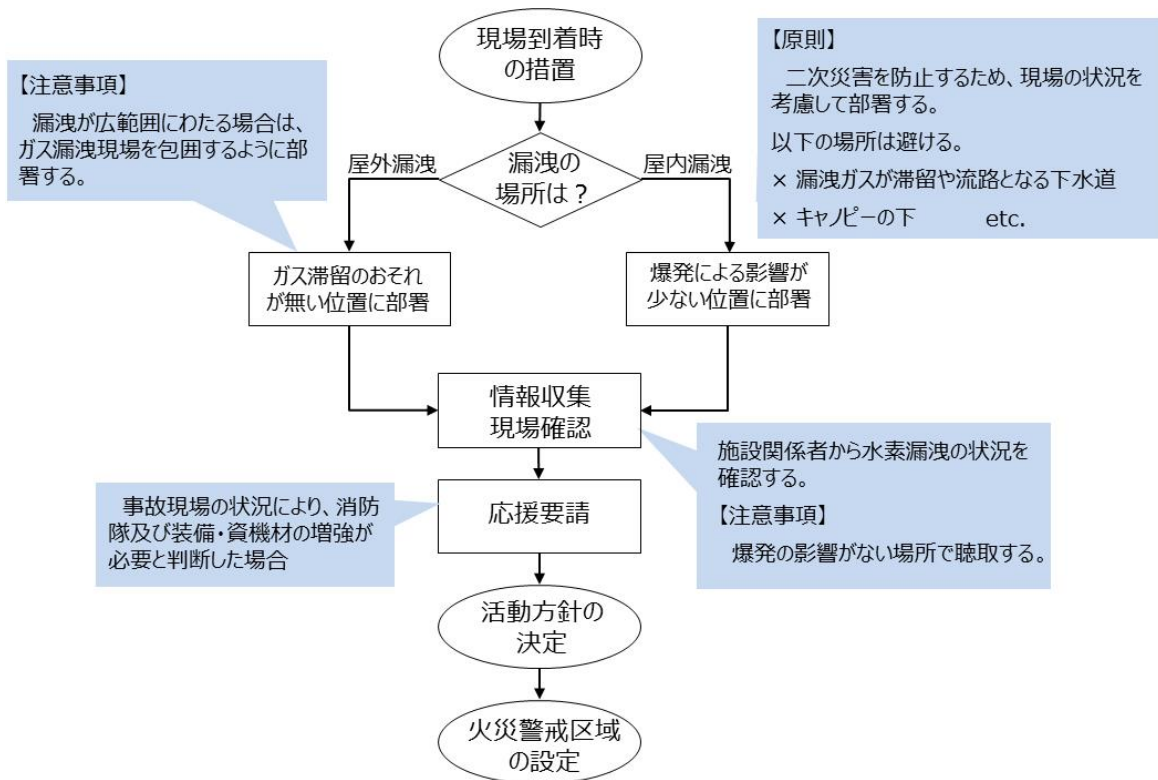 現場到着時
の措置
【原則】
二次災害を防止するため、現場の状況を
考慮して部署する。
以下の場所は避ける。
× 漏洩ガスが滞留や流路となる下水道
× キャノピーの下 etc.
【注意事項】
漏洩が広範囲にわたる場合は、
ガス漏洩現場を包囲するように部
署する。
屋外漏洩
漏洩の
場所は？
屋内漏洩
ガス滞留のおそれ
が無い位置に部署
爆発による影響が
少ない位置に部署
情報収集
現場確認
施設関係者から水素漏洩の状況を
確認する。
【注意事項】
爆発の影響がない場所で聴取する。
事故現場の状況により、消防
隊及び装備・資機材の増強が
必要と判断した場合
応援要請
活動方針の
決定
火災警戒区域
の設定